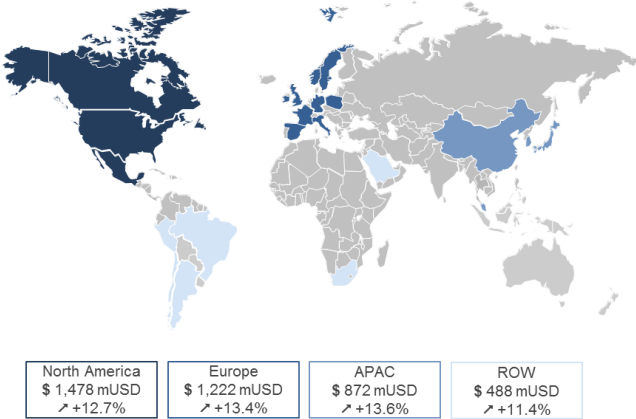 North America
$ 1,478 mUSD
↗ +12.7%
Europe
$ 1,222 mUSD
↗ +13.4%
APAC
$ 872 mUSD
↗ +13.6%
ROW
$ 488 mUSD
↗ +11.4%